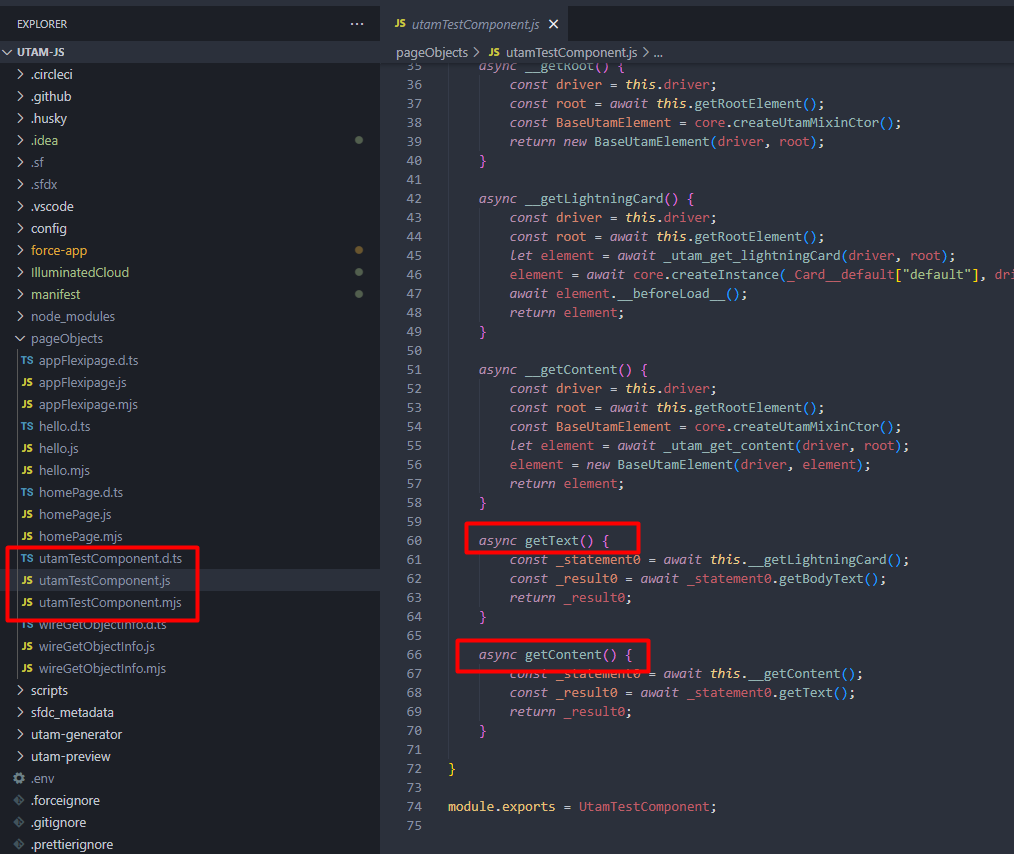 EXPLORER ···
UTAM-JS
.circleci
.github
.husky
.idea
.sf
.sfdx
.vscode
config
force-app
IlluminatedCloud
manifest
node_modules
pageObjects
TS appFlexipage.d.ts
JS appFlexipage.js
JS appFlexipage.mjs
TS hello.d.ts
JS hello.js
JS hello.mjs
TS homePage.d.ts
JS homePage.js
JS homePage.mjs
TS utamTestComponent.d.ts
JS utamTestComponent.js
JS utamTestComponent.mjs
TS wireGetObjectInfo.d.ts
JS wireGetObjectInfo.js
JS wireGetObjectInfo.mjs
scripts
sfdc_metadata
utam-generator
utam-preview
.env
.forceignore
.gitignore
.prettierignore
JS utamTestComponent.js ×
pageObjects > JS utamTestComponent.js > ...
35 async __getRoot() {
36 const driver = this.driver;
37 const root = await this.getRootElement();
38 const BaseUtamElement = core.createUtamMixinCtor();
39 return new BaseUtamElement(driver, root);
40 }
41
42 async __getLightningCard() {
43 const driver = this.driver;
44 const root = await this.getRootElement();
45 let element = await _utam_get_lightningCard(driver, root);
46 element = await core.createInstance(_Card__default["default"], dri
47 await element.__beforeLoad__();
48 return element;
49 }
50
51 async __getContent() {
52 const driver = this.driver;
53 const root = await this.getRootElement();
54 const BaseUtamElement = core.createUtamMixinCtor();
55 let element = await _utam_get_content(driver, root);
56 element = new BaseUtamElement(driver, element);
57 return element;
58 }
59
60 async getText() {
61 const _statement0 = await this.__getLightningCard();
62 const _result0 = await _statement0.getBodyText();
63 return _result0;
64 }
65
66 async getContent() {
67 const _statement0 = await this.__getContent();
68 const _result0 = await _statement0.getText();
69 return _result0;
70 }
71
72 }
73
74 module.exports = UtamTestComponent;
75